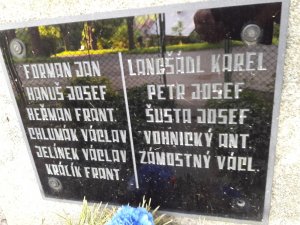 FORMAN JAN
HANUŠ JOSEF
HEŘMAN FRANT.
CHLUMÁK VÁCLAV
JELÍNEK VÁCLAV
KRÁLÍK FRANT.
LANGŠÁDL KAREL
PETR JOSEF
ŠUSTA JOSEF
VOHNICKÝ ANT.
ZÁMOSTNÝ VÁCL.